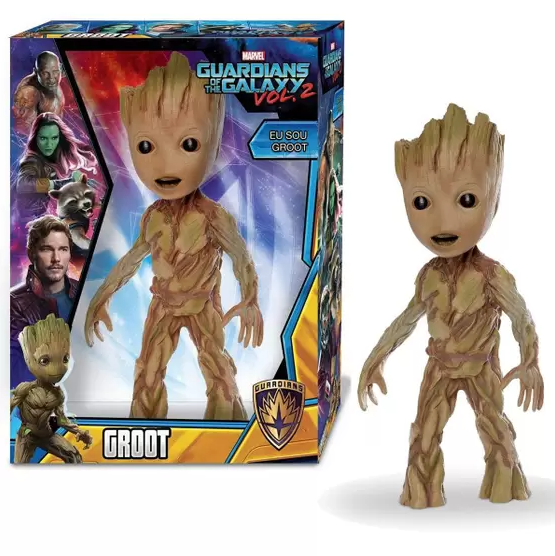 MARVEL
GUARDIANS
OF THE GALAXY
VOL. 2
EU SOU
GROOT
GUARDIANS
GROOT